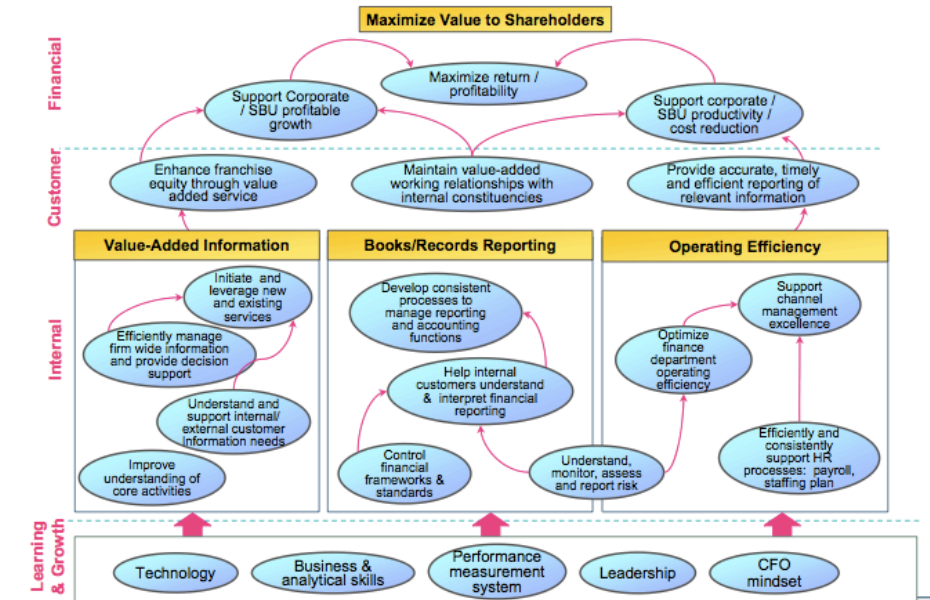 Maximize Value to Shareholders
Financial
Maximize return /
profitability
Support Corporate
/ SBU profitable
growth
Support corporate /
SBU productivity /
cost reduction
Customer
Enhance franchise
equity through value
added service
Maintain value-added
working relationships with
internal constituencies
Provide accurate, timely
and efficient reporting of
relevant information
Internal
Value-Added Information
Initiate and
leverage new
and existing
services
Efficiently manage
firm wide information
and provide decision
support
Understand and
support internal/
external customer
Information needs
Improve
understanding of
core activities
Books/Records Reporting
Develop consistent
processes to
manage reporting
and accounting
functions
Help internal
customers understand
& interpret financial
reporting
Control
financial
frameworks &
standards
Understand,
monitor, assess
and report risk
Operating Efficiency
Support
channel
management
excellence
Optimize
finance
department
operating
efficiency
Efficiently and
consistently
support HR
processes: payroll,
staffing plan
Learning
& Growth
Technology
Business &
analytical skills
Performance
measurement
system
Leadership
CFO
mindset